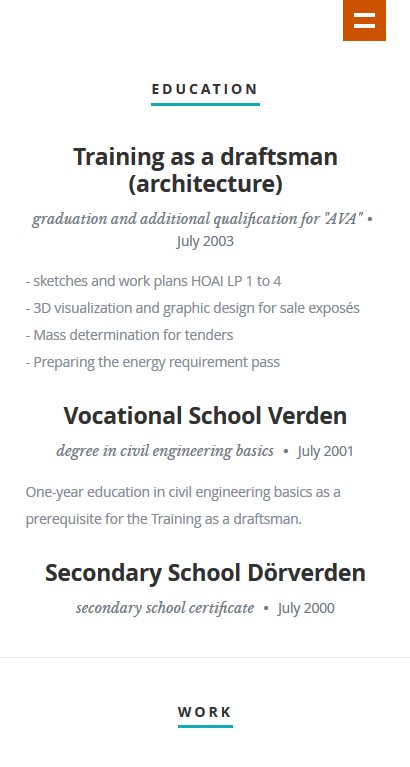 EDUCATION
Training as a draftsman
(architecture)
graduation and additional qualification for "AVA" •
July 2003
- sketches and work plans HOAI LP 1 to 4
- 3D visualization and graphic design for sale exposés
- Mass determination for tenders
- Preparing the energy requirement pass
Vocational School Verden
degree in civil engineering basics • July 2001
One-year education in civil engineering basics as a
prerequisite for the Training as a draftsman.
Secondary School Dörverden
secondary school certificate • July 2000
WORK